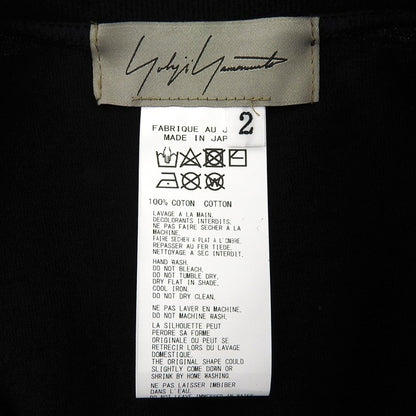 Yohji Yamamoto
2
FABRIQUE AU
MADE IN JAP
100% COTON COTTON
LAVAGE A LA MAIN.
DECOLORANTS INTERDITS.
NE PAS FAIRE SECHER A LA
MACHINE.
FAIRE SECHER A PLAT A L'OMBRE.
REPASSER AU FER TIEDE.
NETTOYAGE A SEC INTERDIT.
HAND WASH.
DO NOT BLEACH.
DO NOT TUMBLE DRY.
DRY FLAT IN SHADE.
COOL IRON.
DO NOT DRY CLEAN.
NE PAS LAVER EN MACHINE.
DO NOT MACHINE WASH.
LA SILHOUETTE PEUT
PERDRE SA FORME
ORIGINALE OU PEUT SE
RETRECIR LORS DU LAVAGE
DOMESTIQUE.
THE ORIGINAL SHAPE COULD
SLIGHTLY COME DOWN OR
SHRINK BY HOME WASHING.
NE PAS LAISSER IMBIBER
DANS L'EAU.